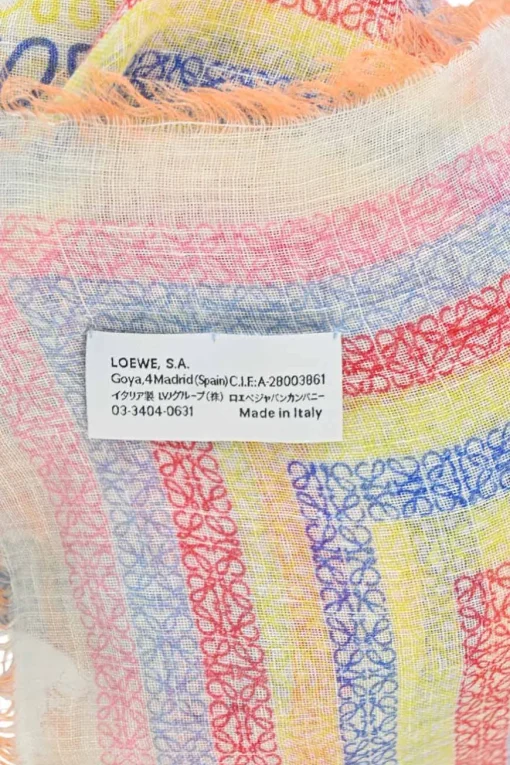 LOEWE, S.A.
Goya,4 Madrid (Spain) C.I.F.: A-28003861
イタリア製 LVJグループ(株) ロエベジャパンカンパニー
03-3404-0631 Made in Italy